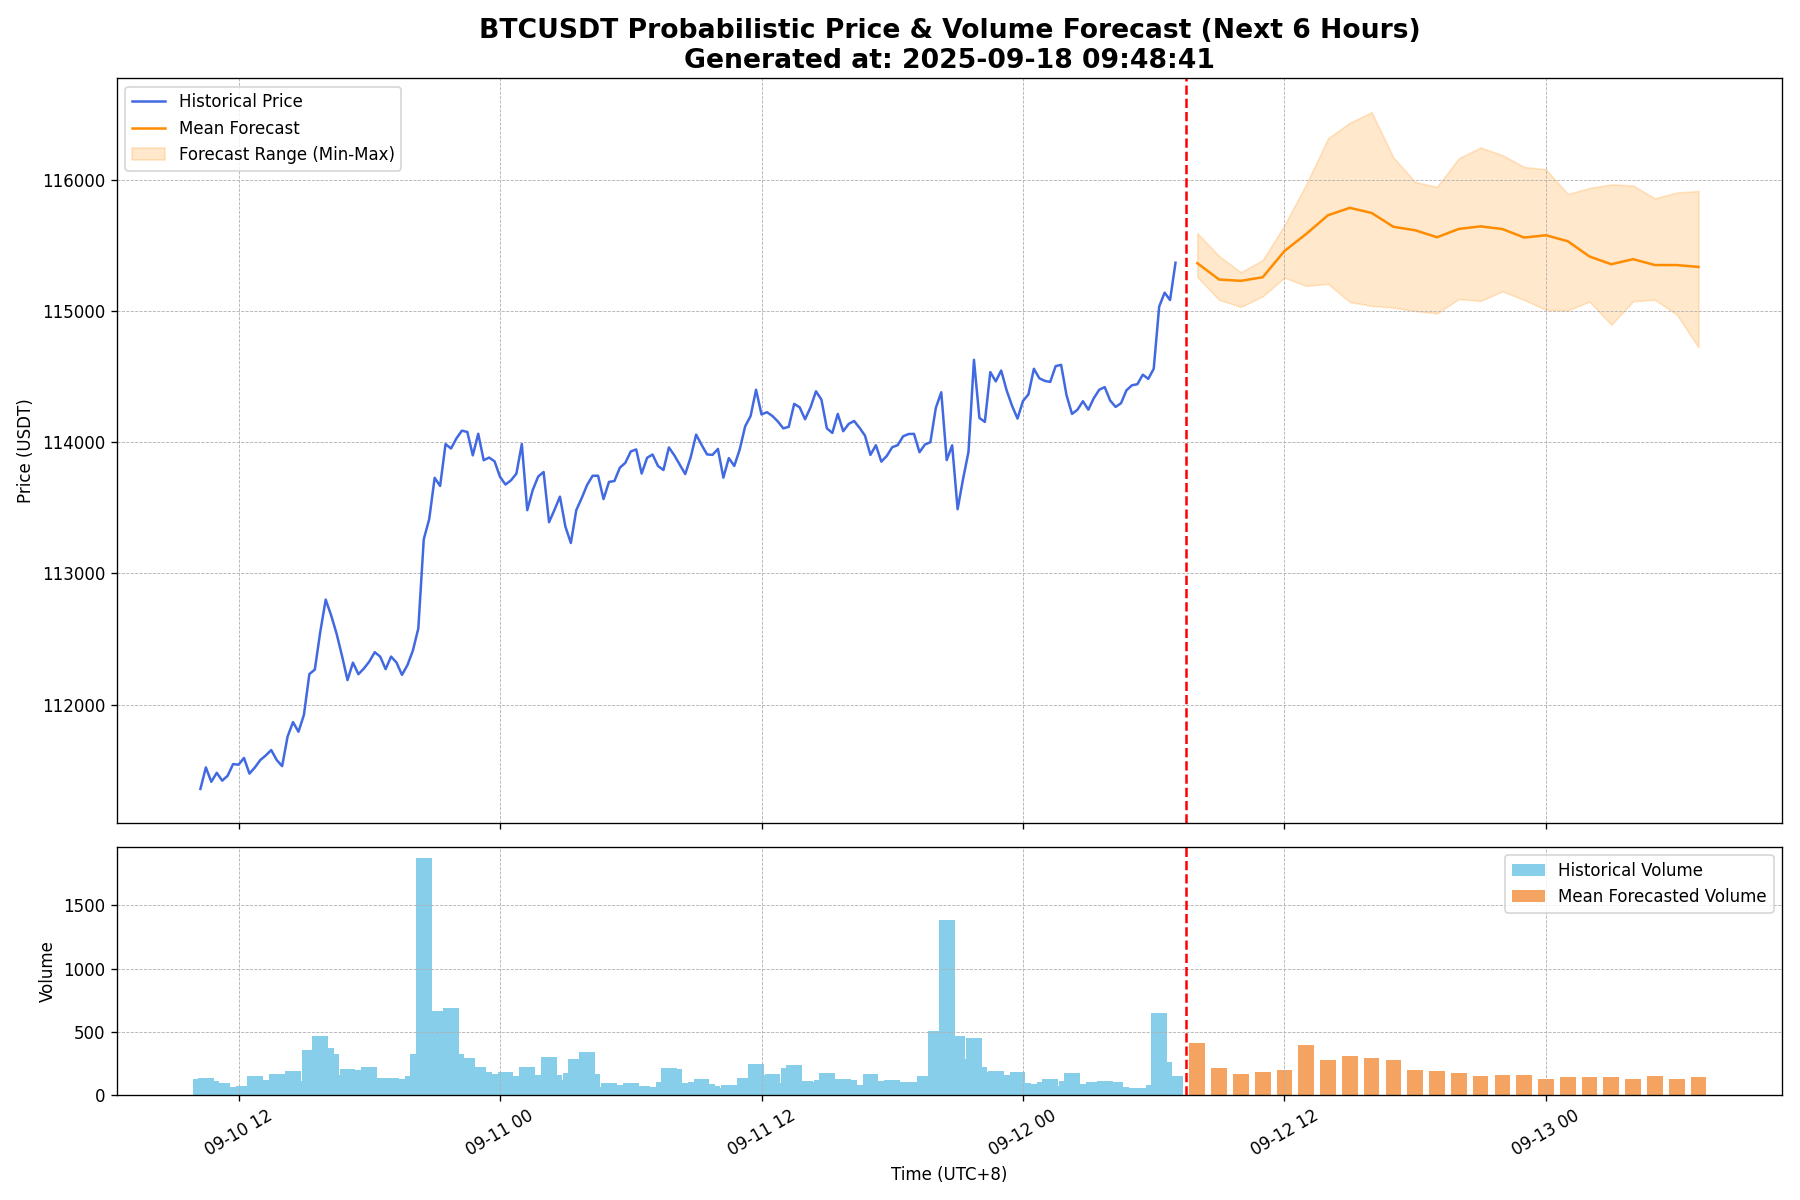 BTCUSDT Probabilistic Price & Volume Forecast (Next 6 Hours)
Generated at: 2025-09-18 09:48:41
Historical Price
Mean Forecast
Forecast Range (Min-Max)
116000
115000
114000
113000
112000
Price (USDT)
Historical Volume
Mean Forecasted Volume
1500
1000
500
0
Volume
09-10 12
09-11 00
09-11 12
09-12 00
09-12 12
09-13 00
Time (UTC+8)